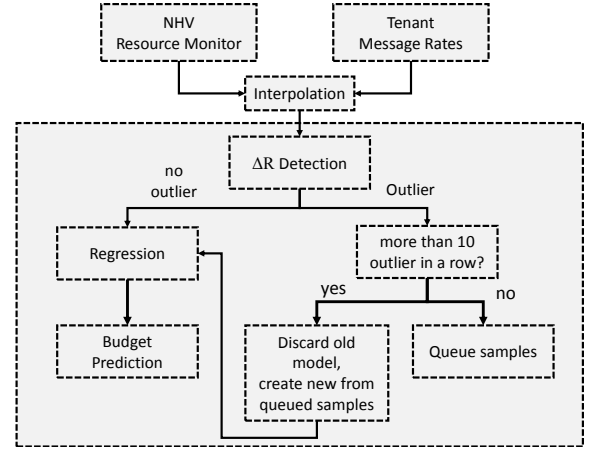 NHV
Resource Monitor
Tenant
Message Rates
Interpolation
ΔR Detection
no
outlier
Outlier
Regression
more than 10
outlier in a row?
yes
no
Budget
Prediction
Discard old
model,
create new from
queued samples
Queue samples